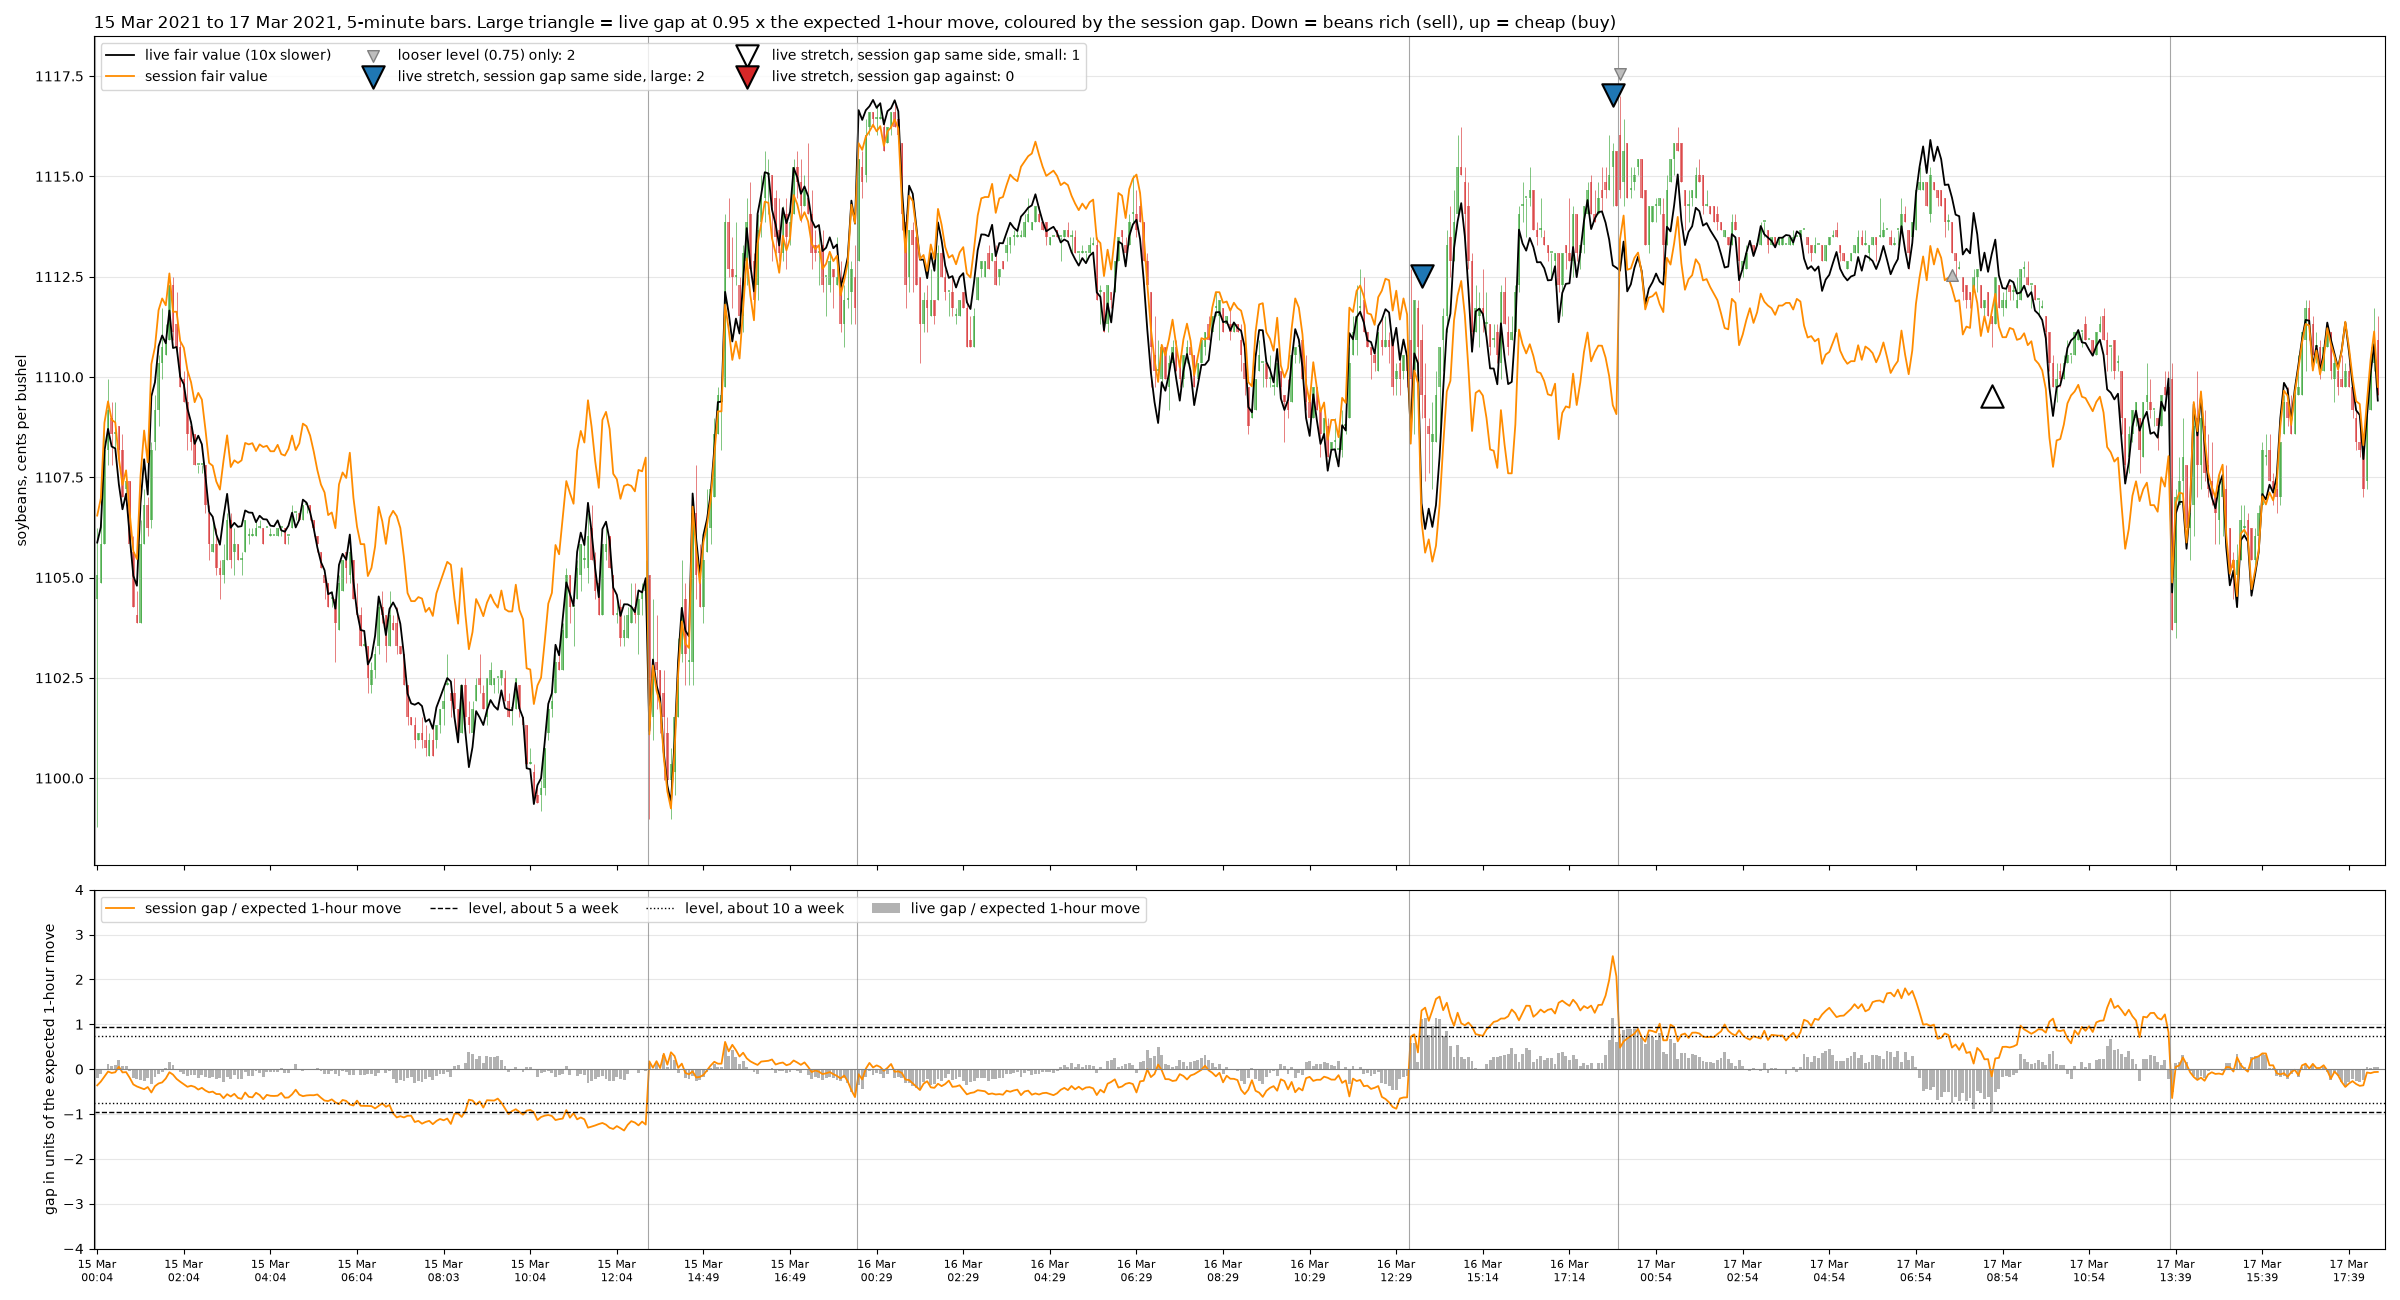 15 Mar 2021 to 17 Mar 2021, 5-minute bars. Large triangle = live gap at 0.95 x the expected 1-hour move, coloured by the session gap. Down = beans rich (sell), up = cheap (buy)
live fair value (10x slower)
session fair value
looser level (0.75) only: 2
live stretch, session gap same side, large: 2
live stretch, session gap same side, small: 1
live stretch, session gap against: 0
soybeans, cents per bushel
1117.5
1115.0
1112.5
1110.0
1107.5
1105.0
1102.5
1100.0
session gap / expected 1-hour move
level, about 5 a week
level, about 10 a week
live gap / expected 1-hour move
gap in units of the expected 1-hour move
4
3
2
1
0
−1
−2
−3
−4
15 Mar
00:04
15 Mar
02:04
15 Mar
04:04
15 Mar
06:04
15 Mar
08:03
15 Mar
10:04
15 Mar
12:04
15 Mar
14:49
15 Mar
16:49
16 Mar
00:29
16 Mar
02:29
16 Mar
04:29
16 Mar
06:29
16 Mar
08:29
16 Mar
10:29
16 Mar
12:29
16 Mar
15:14
16 Mar
17:14
17 Mar
00:54
17 Mar
02:54
17 Mar
04:54
17 Mar
06:54
17 Mar
08:54
17 Mar
10:54
17 Mar
13:39
17 Mar
15:39
17 Mar
17:39